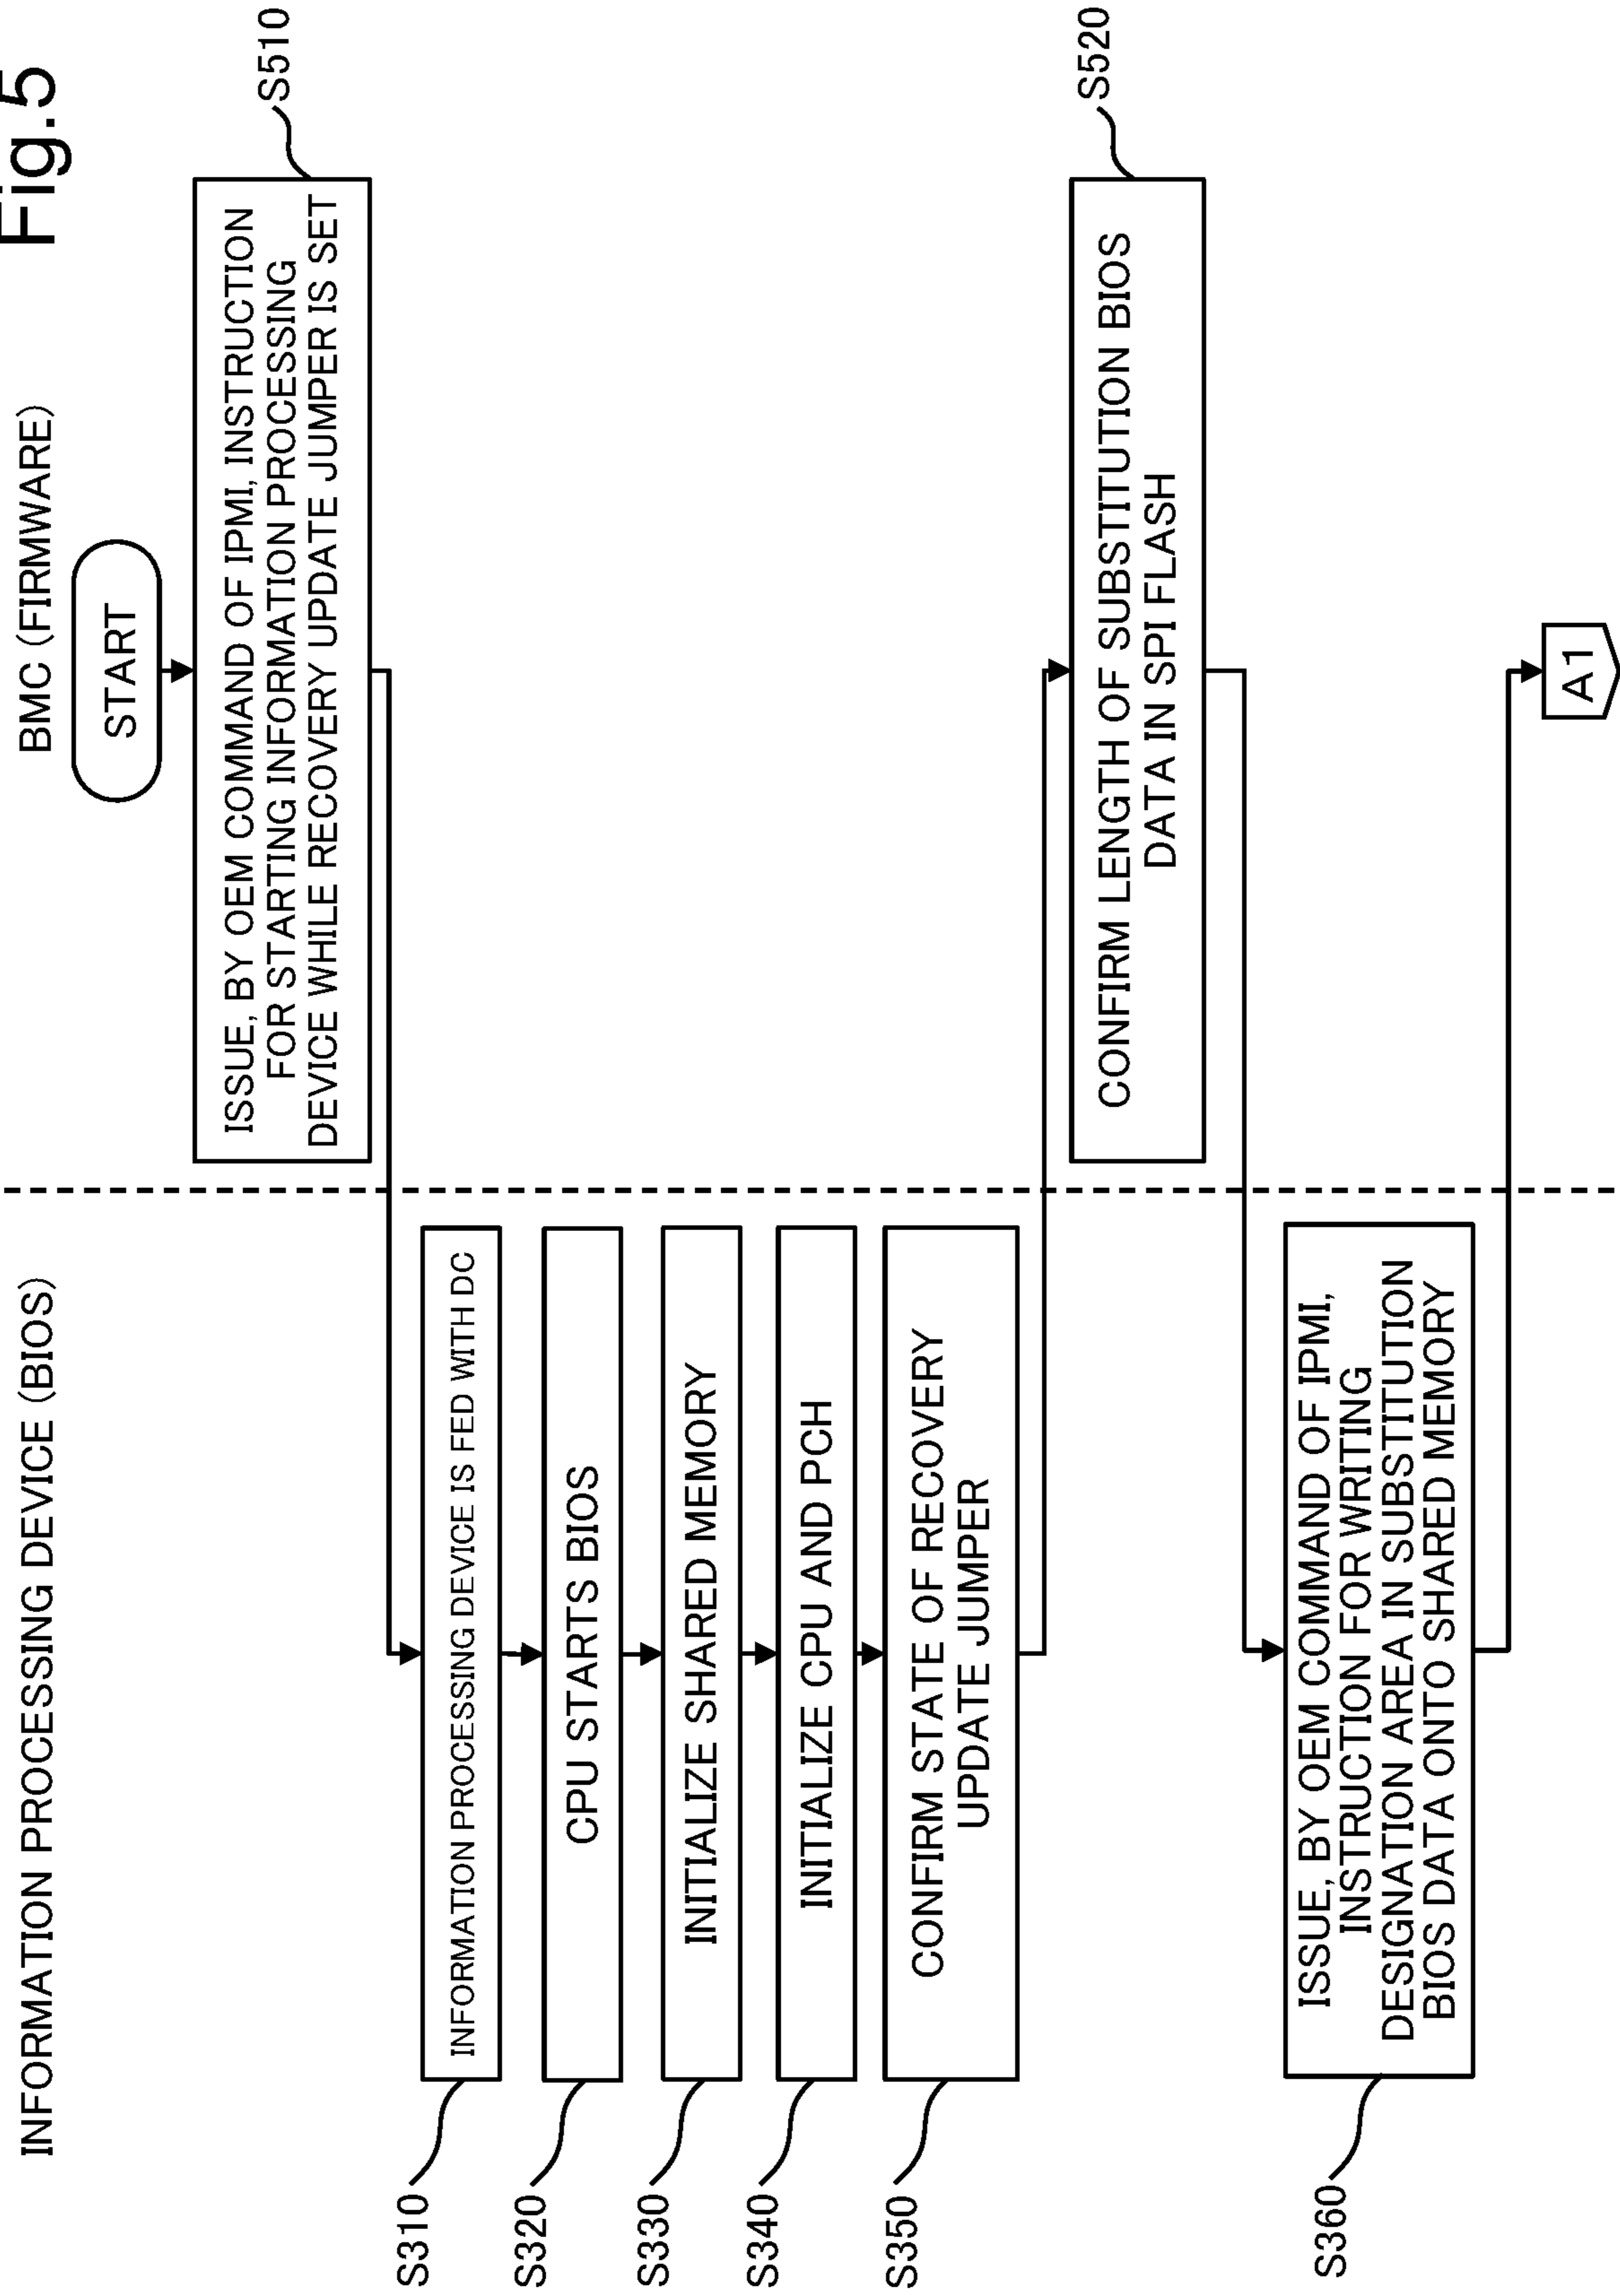 Fig.5
INFORMATION PROCESSING DEVICE (BIOS)
BMC (FIRMWARE)
START
ISSUE, BY OEM COMMAND OF IPMI, INSTRUCTION
FOR STARTING INFORMATION PROCESSING
DEVICE WHILE RECOVERY UPDATE JUMPER IS SET
S510
S310
INFORMATION PROCESSING DEVICE IS FED WITH DC
S320
CPU STARTS BIOS
S330
INITIALIZE SHARED MEMORY
S340
INITIALIZE CPU AND PCH
S350
CONFIRM STATE OF RECOVERY
UPDATE JUMPER
CONFIRM LENGTH OF SUBSTITUTION BIOS
DATA IN SPI FLASH
S520
S360
ISSUE, BY OEM COMMAND OF IPMI,
INSTRUCTION FOR WRITING
DESIGNATION AREA IN SUBSTITUTION
BIOS DATA ONTO SHARED MEMORY
A1